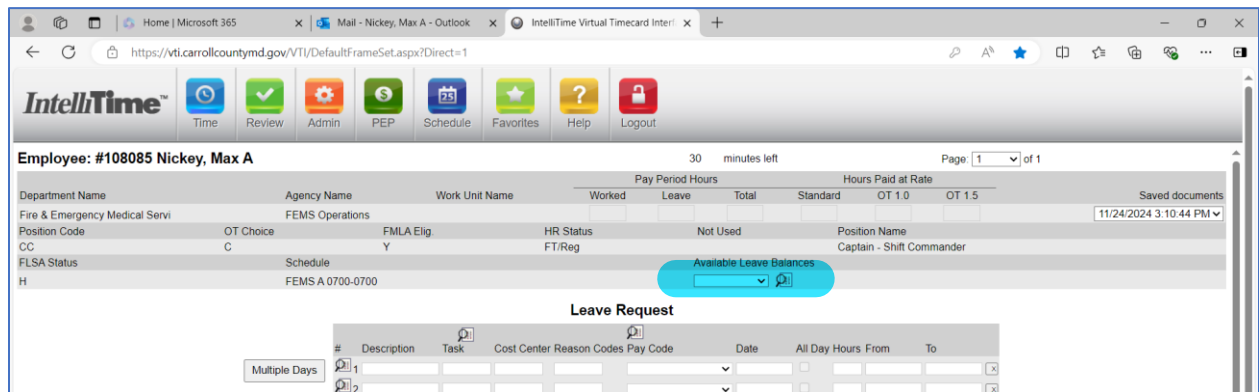 Home | Microsoft 365
Mail - Nickey, Max A - Outlook
IntelliTime Virtual Timecard Interf
https://vti.carrollcountymd.gov/VTI/DefaultFrameSet.aspx?Direct=1
IntelliTime™
Time Review Admin PEP Schedule Favorites Help Logout
Employee: #108085 Nickey, Max A 30 minutes left Page: 1 of 1
Pay Period Hours Hours Paid at Rate
Department Name Agency Name Work Unit Name Worked Leave Total Standard OT 1.0 OT 1.5 Saved documents
Fire & Emergency Medical Servi FEMS Operations 11/24/2024 3:10:44 PM
Position Code OT Choice FMLA Elig. HR Status Not Used Position Name
CC C Y FT/Reg Captain - Shift Commander
FLSA Status Schedule Available Leave Balances
H FEMS A 0700-0700
Leave Request
# Description Task Cost Center Reason Codes Pay Code Date All Day Hours From To
Multiple Days 1 x
2 x